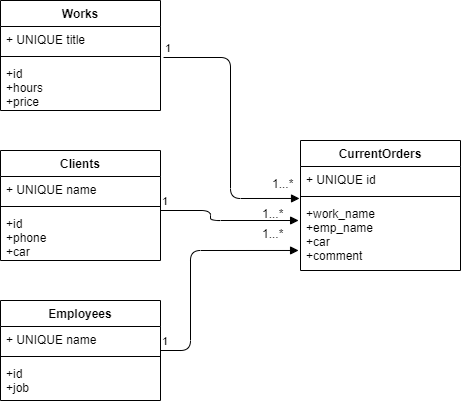 Works
+ UNIQUE title
+id
+hours
+price
1
1...*
Clients
+ UNIQUE name
+id
+phone
+car
1
1...*
Employees
+ UNIQUE name
+id
+job
1
1...*
CurrentOrders
+ UNIQUE id
+work_name
+emp_name
+car
+comment